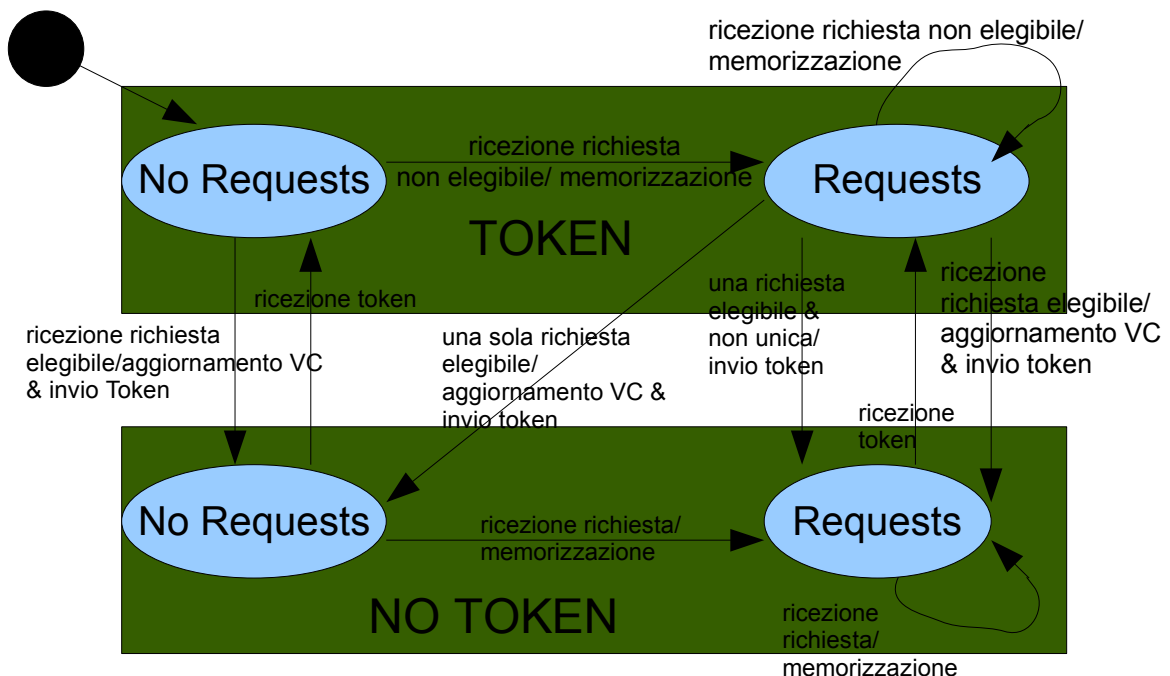 ricezione richiesta non elegibile/
memorizzazione
No Requests
ricezione richiesta
non elegibile/ memorizzazione
Requests
TOKEN
ricezione token
ricezione richiesta
elegibile/aggiornamento VC
& invio Token
una sola richiesta
elegibile/
aggiornamento VC &
invio token
una richiesta
elegibile &
non unica/
invio token
ricezione
richiesta elegibile/
aggiornamento VC
& invio token
ricezione
token
No Requests
ricezione richiesta/
memorizzazione
Requests
NO TOKEN
ricezione
richiesta/
memorizzazione